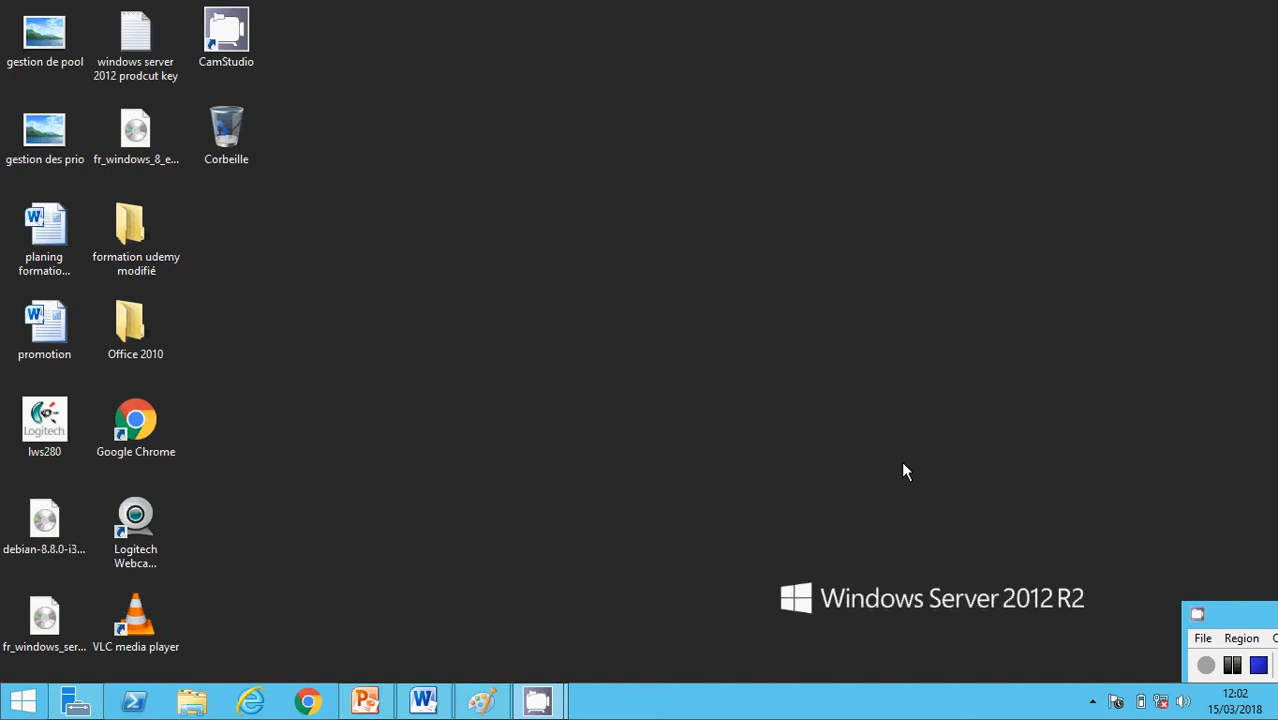 gestion de pool
windows server
2012 prodcut key
CamStudio
gestion des prio
fr_windows_8_e...
Corbeille
planing
formatio...
formation udemy
modifié
promotion
Office 2010
Logitech
lws280
Google Chrome
debian-8.8.0-i3...
Logitech
Webca...
fr_windows_ser...
VLC media player
Windows Server 2012 R2
File Region
12:02
15/03/2018